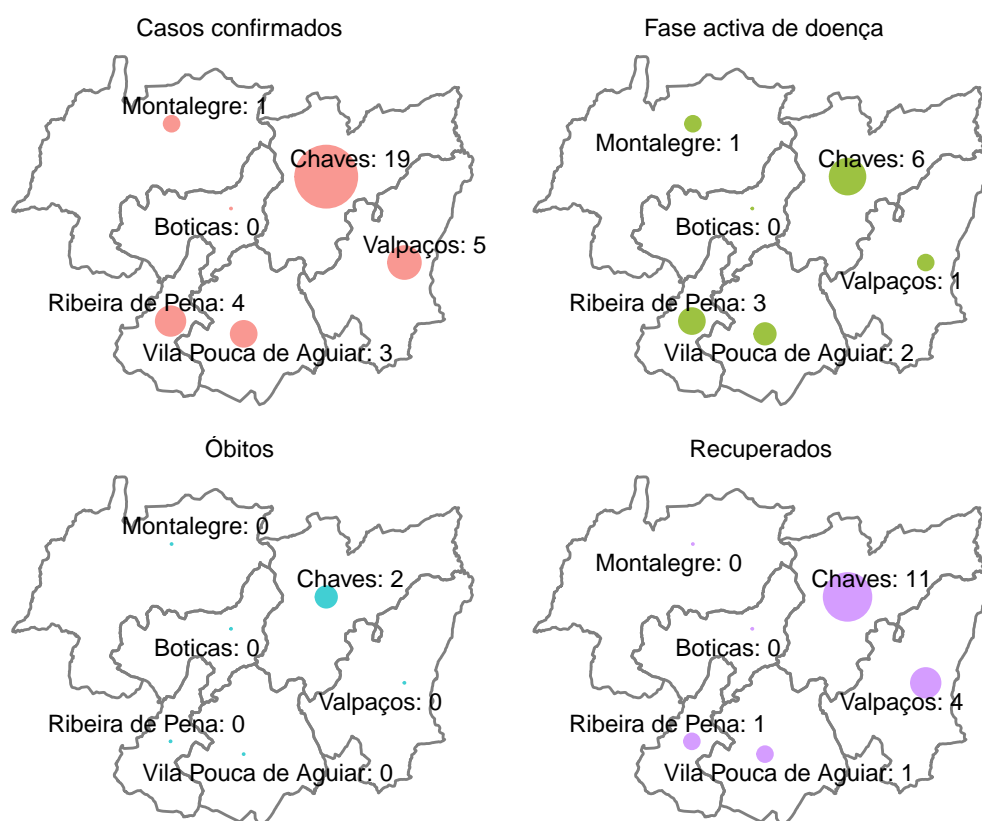 Casos confirmados
Montalegre: 1
Chaves: 19
Boticas: 0
Valpaços: 5
Ribeira de Pena: 4
Vila Pouca de Aguiar: 3
Fase activa de doença
Montalegre: 1
Chaves: 6
Boticas: 0
Valpaços: 1
Ribeira de Pena: 3
Vila Pouca de Aguiar: 2
Óbitos
Montalegre: 0
Chaves: 2
Boticas: 0
Valpaços: 0
Ribeira de Pena: 0
Vila Pouca de Aguiar: 0
Recuperados
Montalegre: 0
Chaves: 11
Boticas: 0
Valpaços: 4
Ribeira de Pena: 1
Vila Pouca de Aguiar: 1